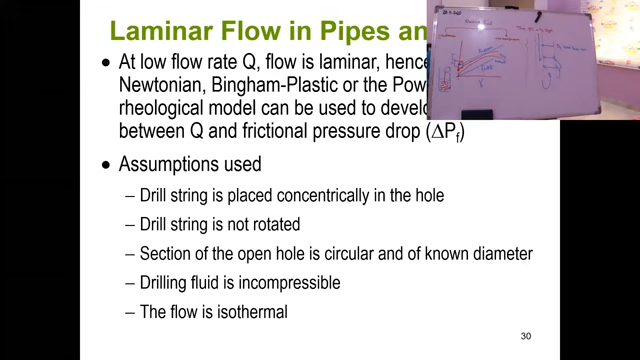 Laminar Flow in Pipes and
• At low flow rate Q, flow is laminar, hence
Newtonian, Bingham-Plastic or the Pow
rheological model can be used to develo
between Q and frictional pressure drop (ΔPf)
• Assumptions used
– Drill string is placed concentrically in the hole
– Drill string is not rotated
– Section of the open hole is circular and of known diameter
– Drilling fluid is incompressible
– The flow is isothermal
30